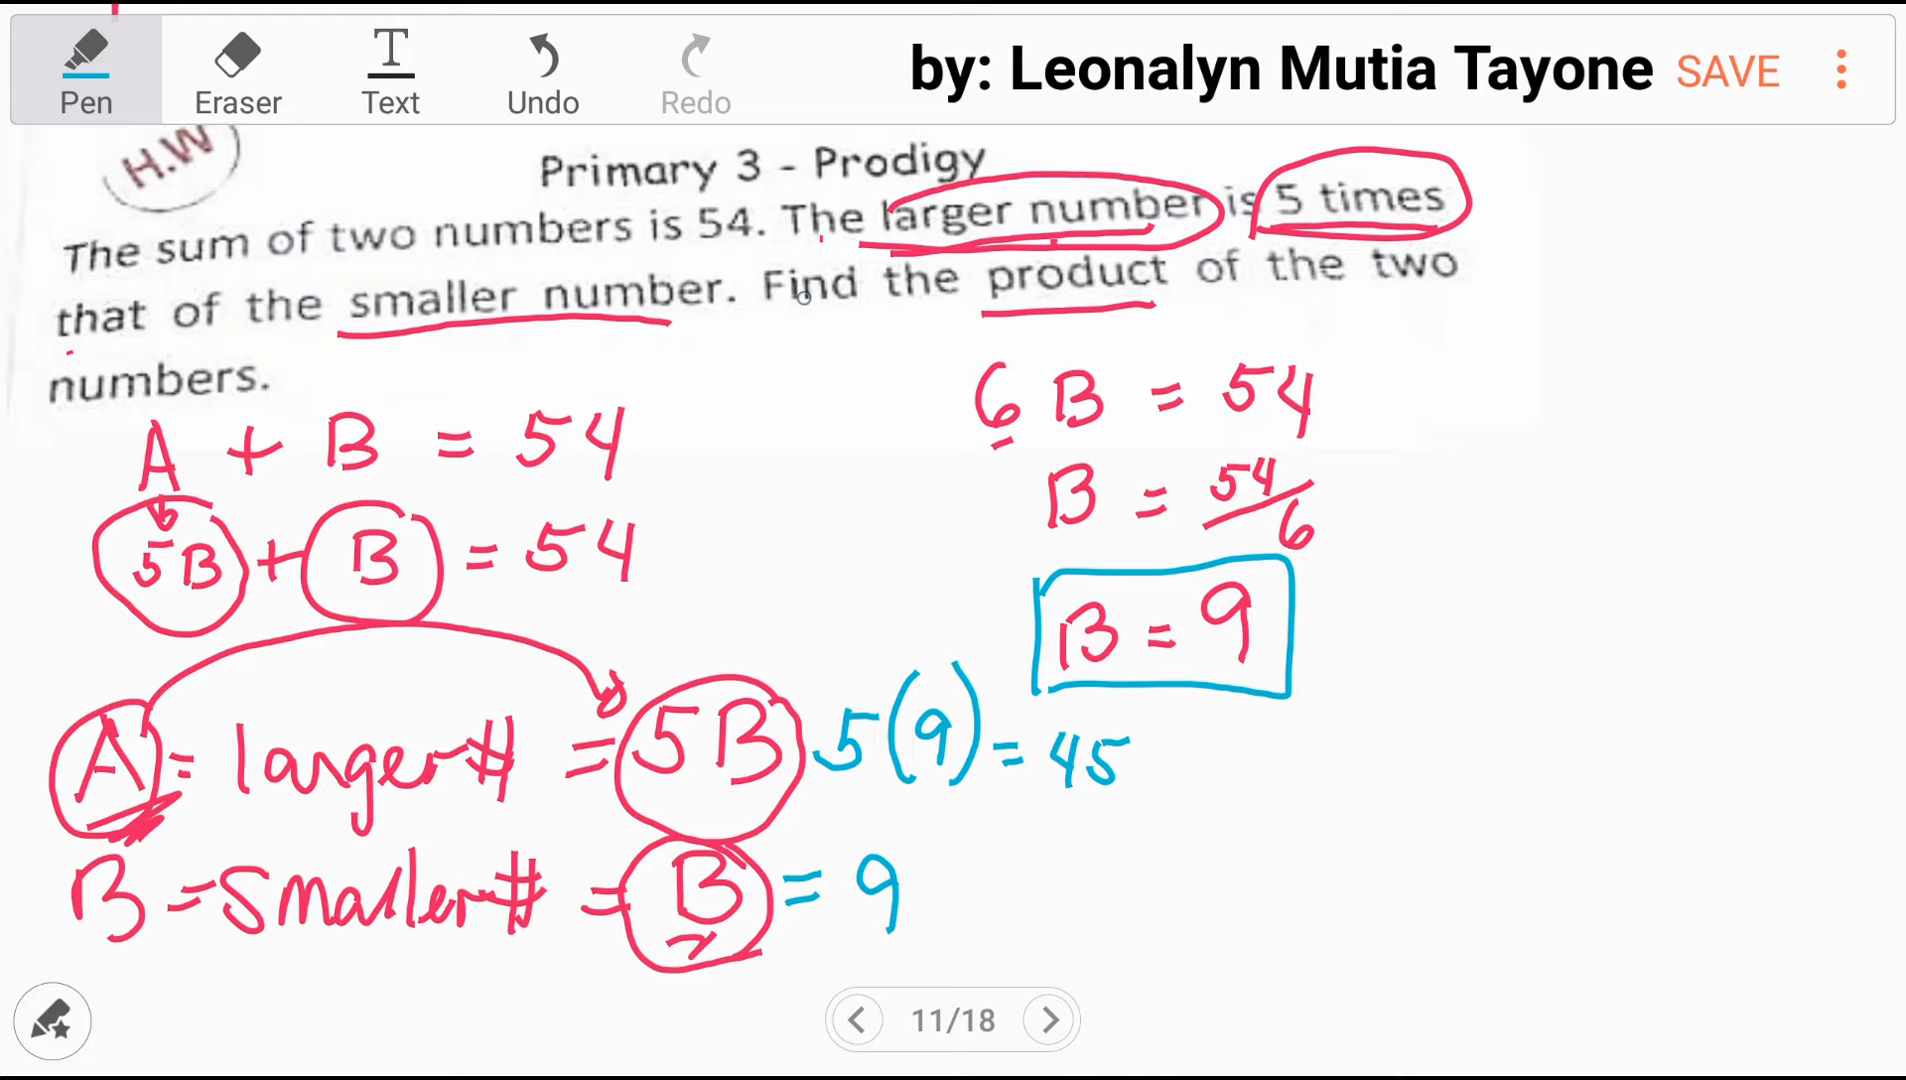 Pen
Eraser
Text
Undo
Redo
by: Leonalyn Mutia Tayone
SAVE
H.W
Primary 3 - Prodigy
The sum of two numbers is 54. The larger number is 5 times
that of the smaller number. Find the product of the two
numbers.
A + B = 54
5B + B = 54
6B = 54
B = 54/6
B = 9
A = larger # = 5B 5(9) = 45
B = smaller # = B = 9
11/18